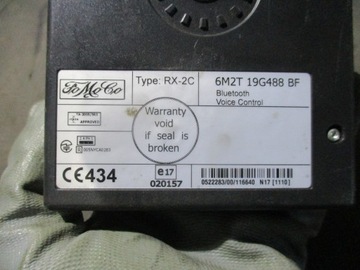 FoMoCo
Type: RX-2C
6M2T 19G488 BF
Bluetooth
Voice Control
Warranty
void
if seal is
broken
APPROVED
CE434
e17
020157
0522283/00/116640 N17 [1110]